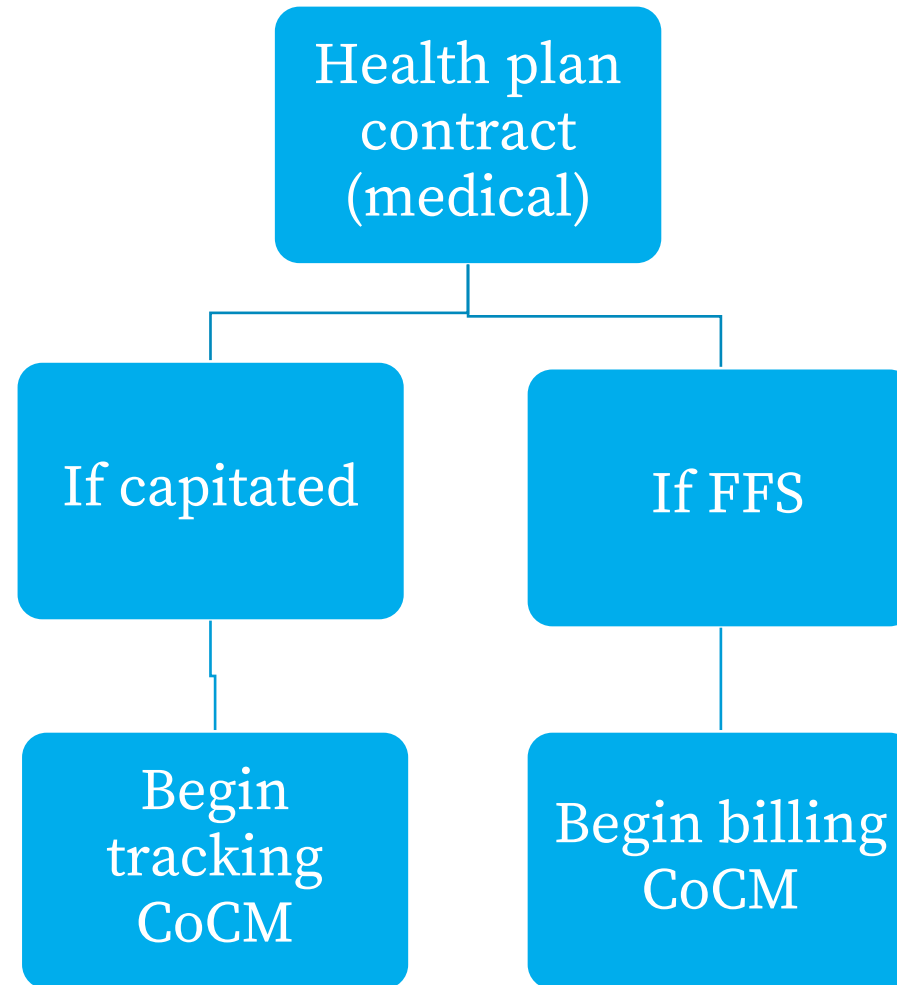 Health plan
contract
(medical)
If capitated
If FFS
Begin
tracking
CoCM
Begin billing
CoCM